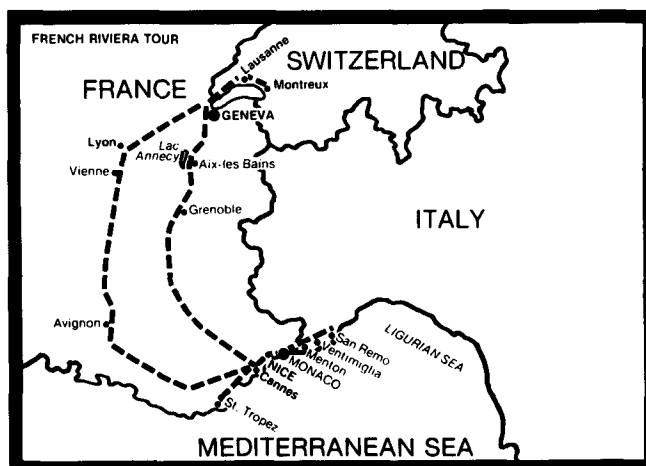 FRENCH RIVIERA TOUR
SWITZERLAND
Lausanne
FRANCE
Montreux
GENEVA
Lyon
Lac
Annecy
Aix-les Bains
Vienne
Grenoble
ITALY
Avignon
LIGURIAN SEA
San Remo
Ventimiglia
Menton
MONACO
NICE
Cannes
St. Tropez
MEDITERRANEAN SEA